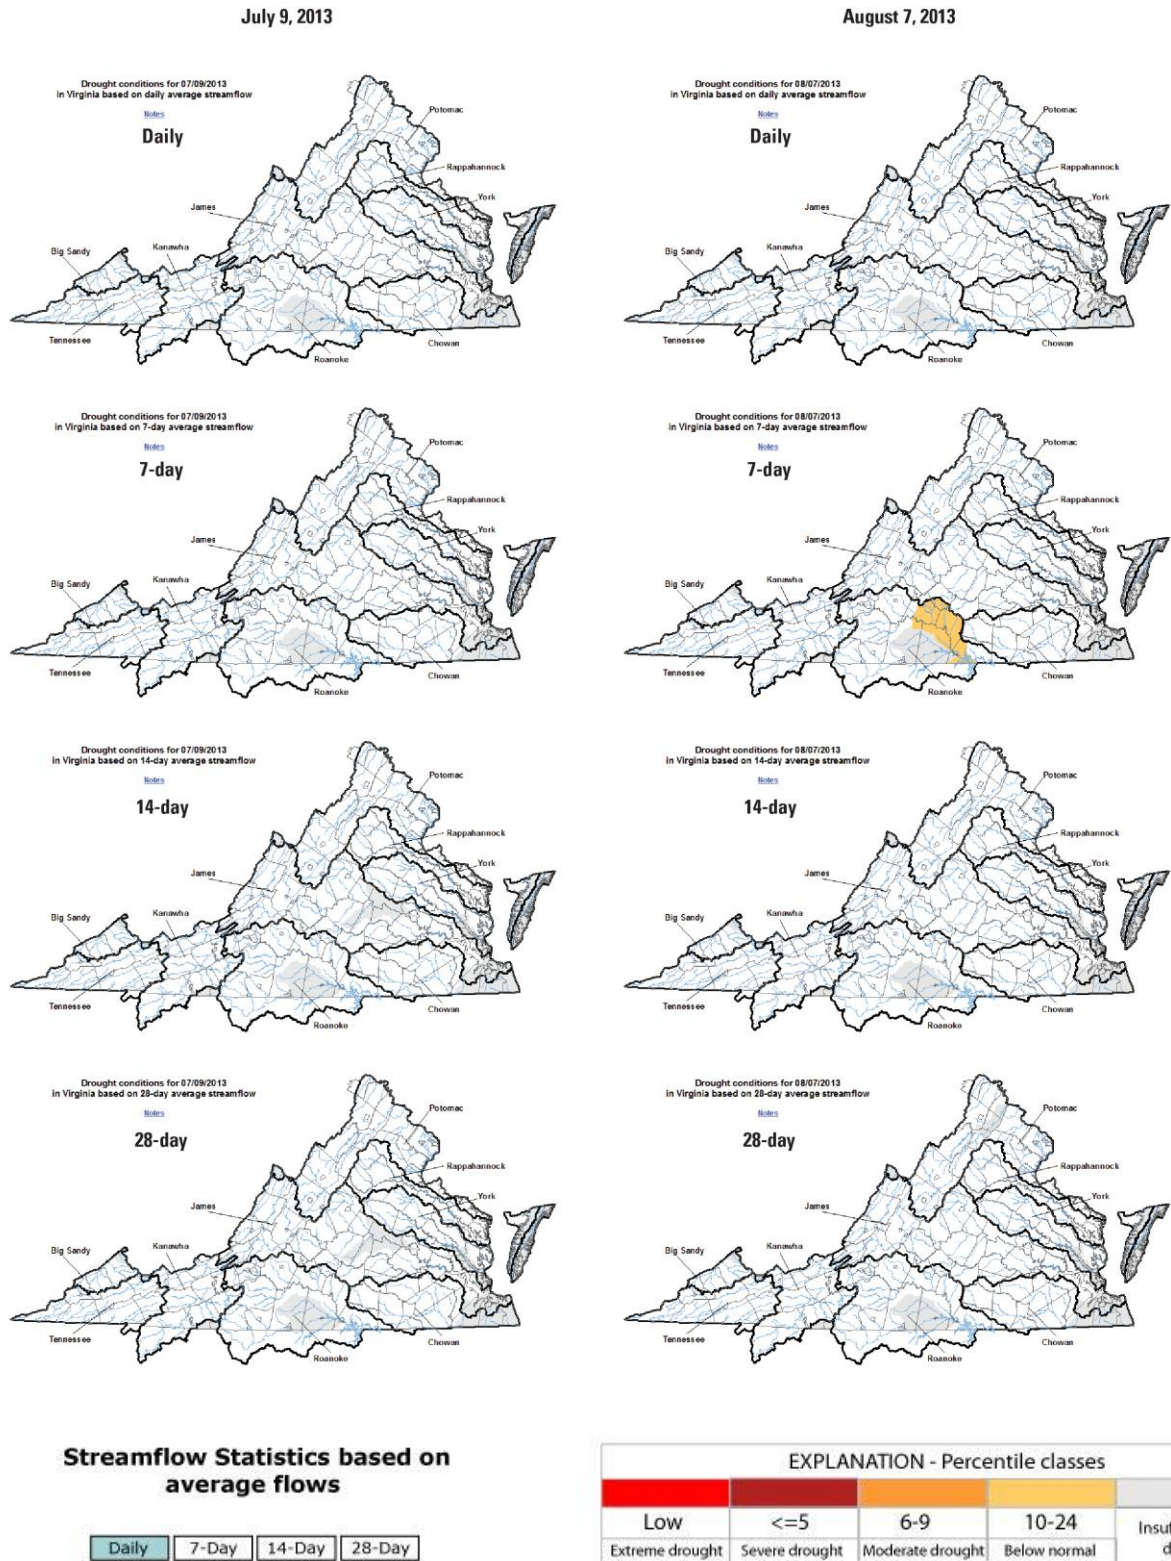 July 9, 2013
August 7, 2013
Drought conditions for 07/09/2013
in Virginia based on daily average streamflow
Notes
Daily
Potomac
Rappahannock
York
James
Kanawha
Big Sandy
Tennessee
Chowan
Roanoke
Drought conditions for 08/07/2013
in Virginia based on daily average streamflow
Notes
Daily
Potomac
Rappahannock
York
James
Kanawha
Big Sandy
Tennessee
Chowan
Roanoke
Drought conditions for 07/09/2013
in Virginia based on 7-day average streamflow
Notes
7-day
Potomac
Rappahannock
York
James
Kanawha
Big Sandy
Tennessee
Chowan
Roanoke
Drought conditions for 08/07/2013
in Virginia based on 7-day average streamflow
Notes
7-day
Potomac
Rappahannock
York
James
Kanawha
Big Sandy
Tennessee
Chowan
Roanoke
Drought conditions for 07/09/2013
in Virginia based on 14-day average streamflow
Notes
14-day
Potomac
Rappahannock
York
James
Kanawha
Big Sandy
Tennessee
Chowan
Roanoke
Drought conditions for 08/07/2013
in Virginia based on 14-day average streamflow
Notes
14-day
Potomac
Rappahannock
York
James
Kanawha
Big Sandy
Tennessee
Chowan
Roanoke
Drought conditions for 07/09/2013
in Virginia based on 28-day average streamflow
Notes
28-day
Potomac
Rappahannock
York
James
Kanawha
Big Sandy
Tennessee
Chowan
Roanoke
Drought conditions for 08/07/2013
in Virginia based on 28-day average streamflow
Notes
28-day
Potomac
Rappahannock
York
James
Kanawha
Big Sandy
Tennessee
Chowan
Roanoke
Streamflow Statistics based on
average flows
Daily 7-Day 14-Day 28-Day
EXPLANATION - Percentile classes
Low <=5 6-9 10-24
Extreme drought Severe drought Moderate drought Below normal